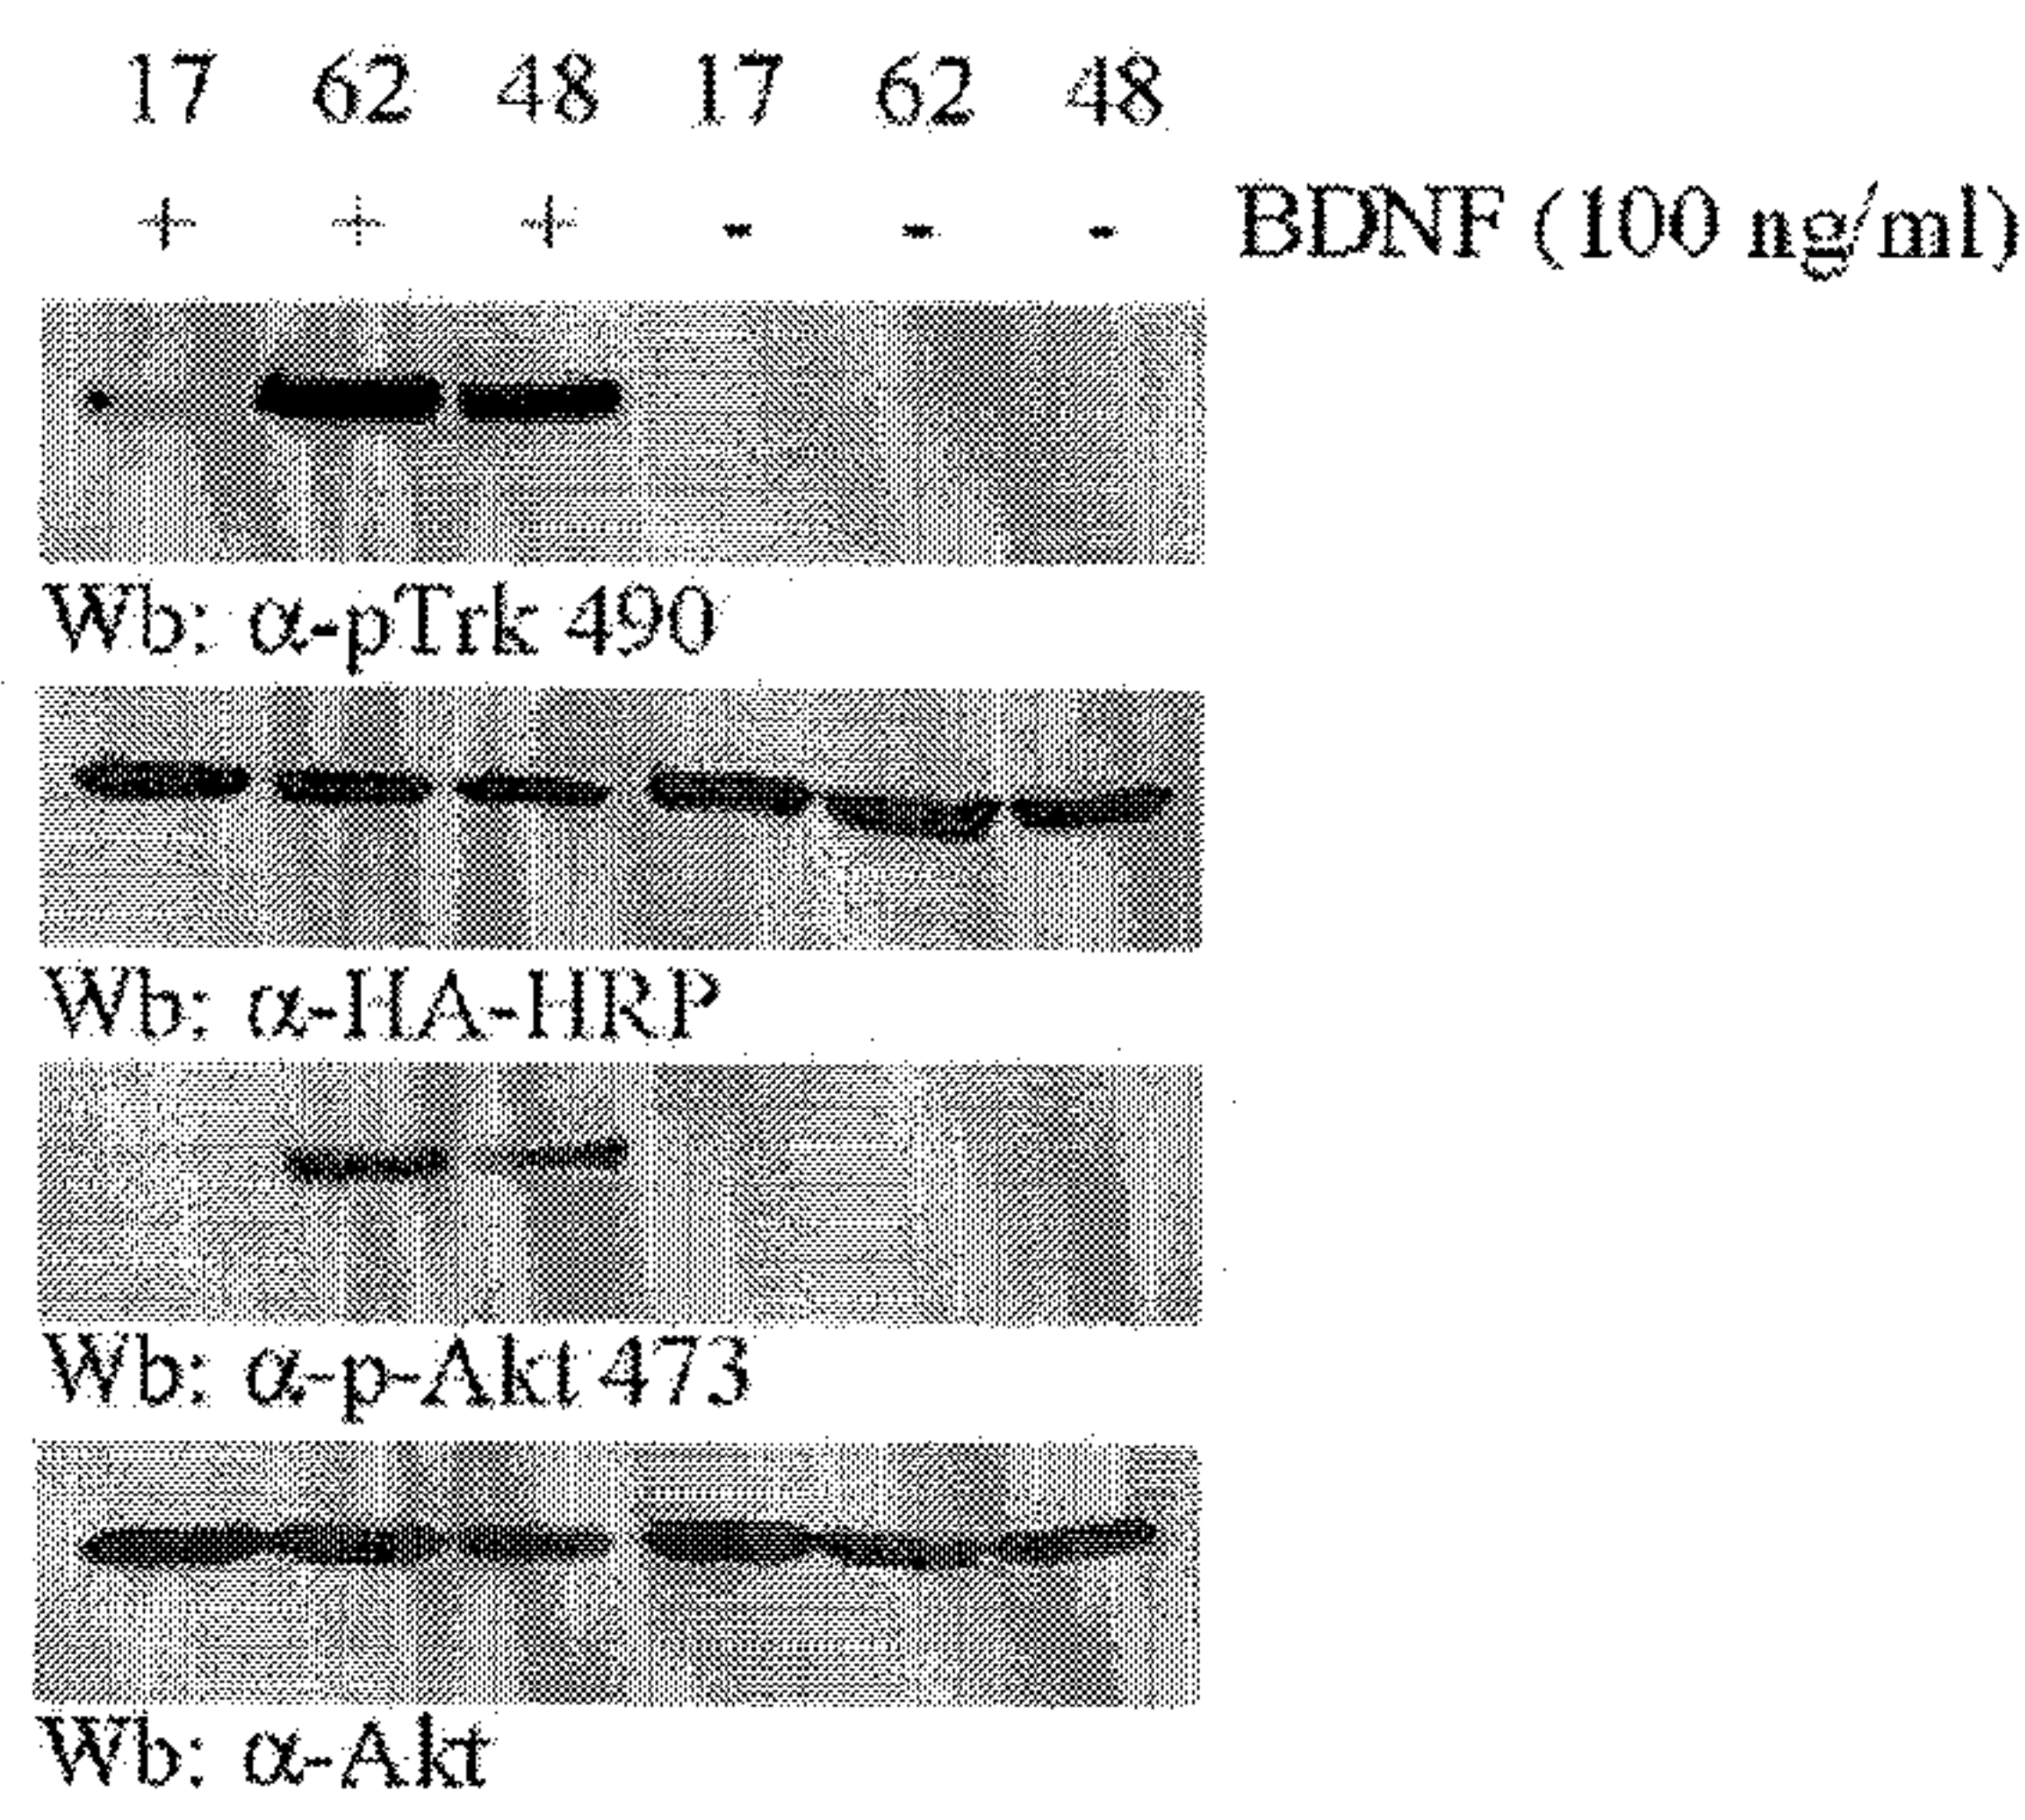 17 62 48 17 62 48
+ + + - - - BDNF (100 ng/ml)
Wb: α-pTrk 490
Wb: α-HA-HRP
Wb: α-p-Akt 473
Wb: α-Akt